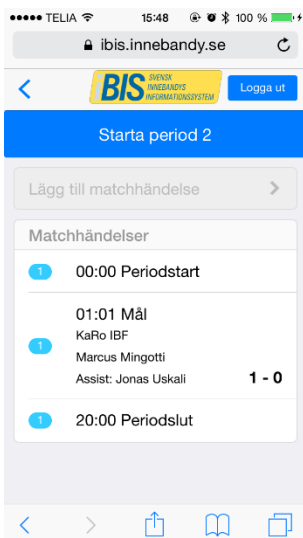 TELIA 15:48 100 %
ibis.innebandy.se
IBIS SVENSK INNEBANDYS INFORMATIONSSYSTEM
Logga ut
Starta period 2
Lägg till matchhändelse
Matchhändelser
1 00:00 Periodstart
01:01 Mål
KaRo IBF
1 Marcus Mingotti
Assist: Jonas Uskali 1 - 0
1 20:00 Periodslut